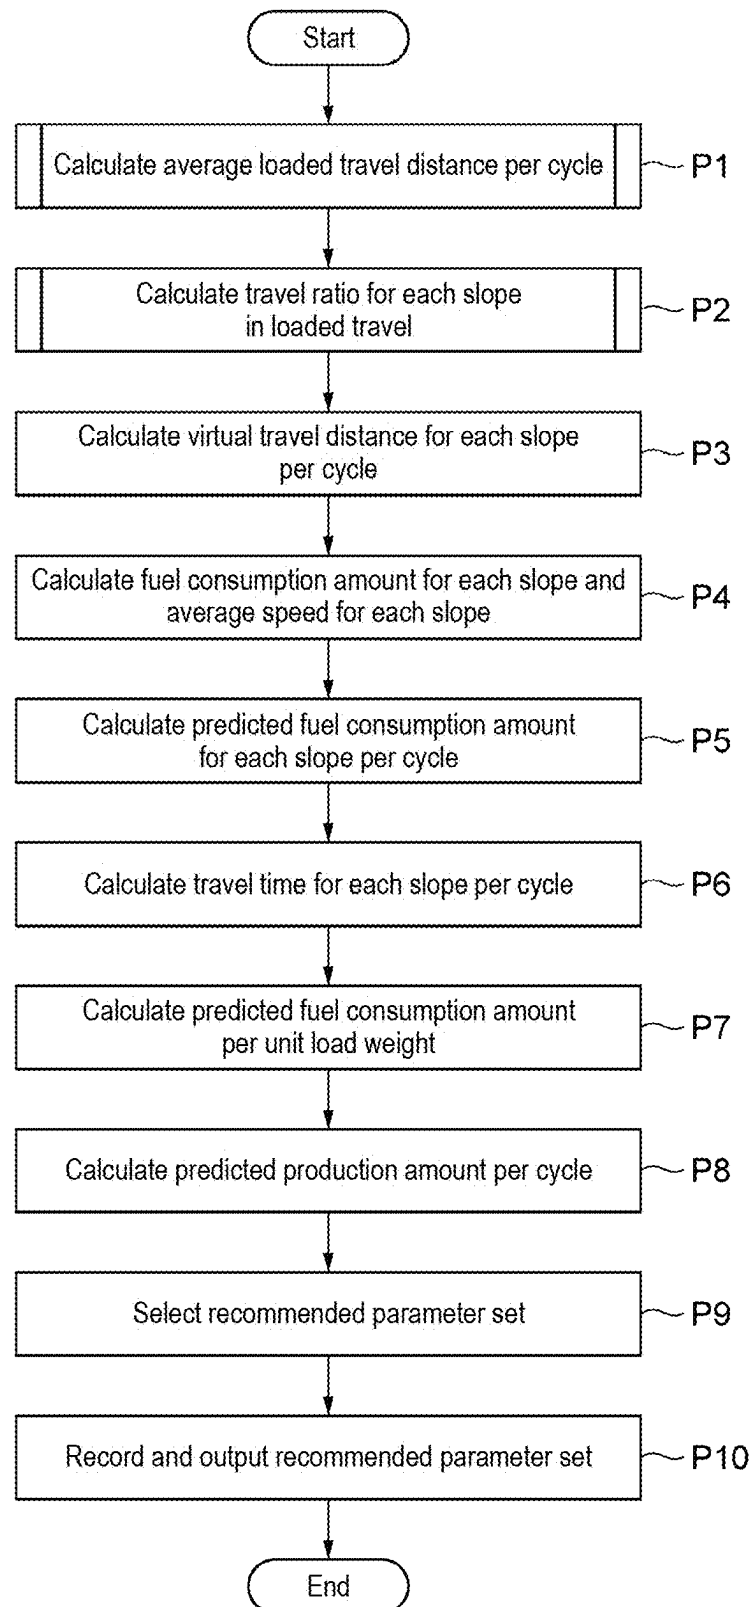 Start
Calculate average loaded travel distance per cycle
P1
Calculate travel ratio for each slope
in loaded travel
P2
Calculate virtual travel distance for each slope
per cycle
P3
Calculate fuel consumption amount for each slope and
average speed for each slope
P4
Calculate predicted fuel consumption amount
for each slope per cycle
P5
Calculate travel time for each slope per cycle
P6
Calculate predicted fuel consumption amount
per unit load weight
P7
Calculate predicted production amount per cycle
P8
Select recommended parameter set
P9
Record and output recommended parameter set
P10
End